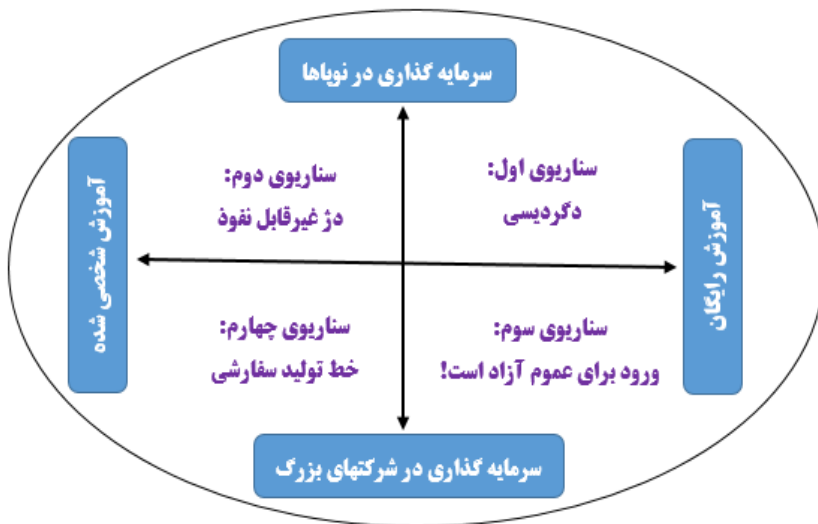 سرمایه گذاری در نوپاها
سناریوی اول:
دگردیسی
سناریوی دوم:
دژ غیرقابل نفوذ
آموزش رایگان
آموزش شخصی شده
سناریوی سوم:
ورود برای عموم آزاد است!
سناریوی چهارم:
خط تولید سفارشی
سرمایه گذاری در شرکتهای بزرگ